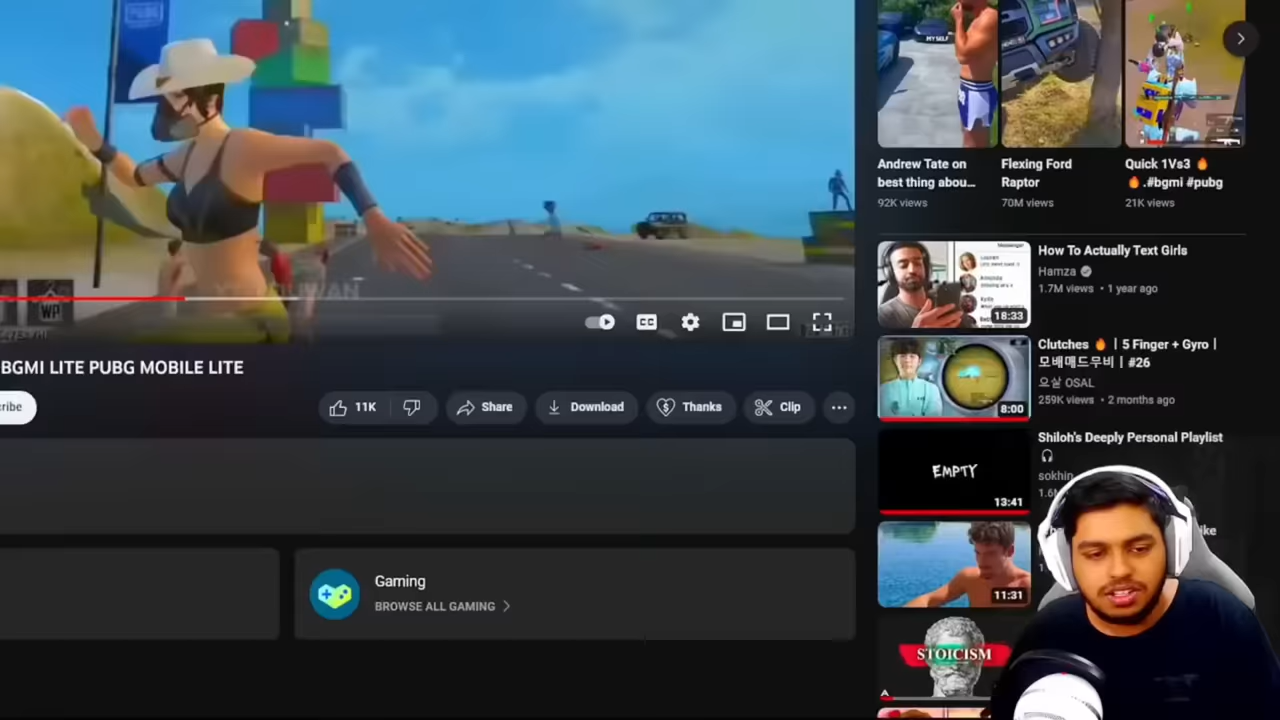 PUBG
WP
BGMI LITE PUBG MOBILE LITE
cribe
11K
Share
Download
Thanks
Clip
Gaming
BROWSE ALL GAMING
CC
MYSELF
Andrew Tate on
best thing abou...
92K views
Flexing Ford
Raptor
70M views
Quick 1Vs3 🔥
🔥.#bgmi #pubg
21K views
18:33
How To Actually Text Girls
Hamza
1.7M views • 1 year ago
8:00
Clutches 🔥 | 5 Finger + Gyro |
모배매드무비 | #26
오살 OSAL
259K views • 2 months ago
EMPTY
13:41
Shiloh's Deeply Personal Playlist
🎧
sokhin
11:31
STOICISM